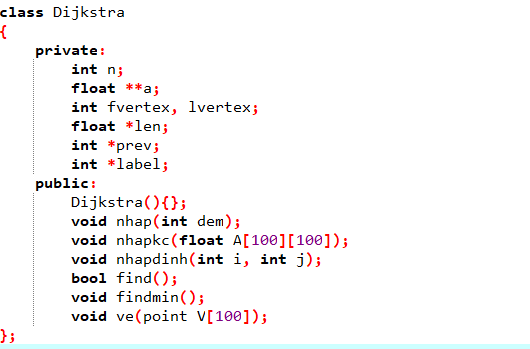 class Dijkstra
{
    private:
        int n;
        float **a;
        int fvertex, lvertex;
        float *len;
        int *prev;
        int *label;
    public:
        Dijkstra(){};
        void nhap(int dem);
        void nhapkc(float A[100][100]);
        void nhapdinh(int i, int j);
        bool find();
        void findmin();
        void ve(point V[100]);
};